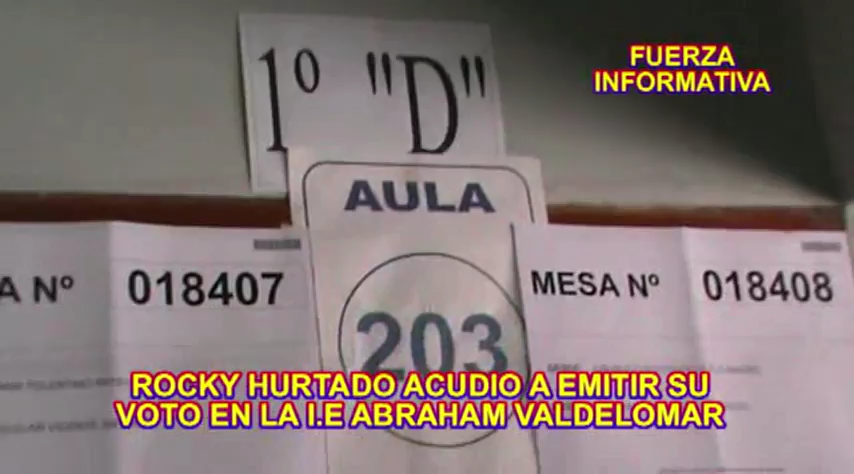 1º "D"
FUERZA
INFORMATIVA
AULA
A Nº 018407
203
MESA Nº 018408
ROCKY HURTADO ACUDIO A EMITIR SU
VOTO EN LA I.E ABRAHAM VALDELOMAR